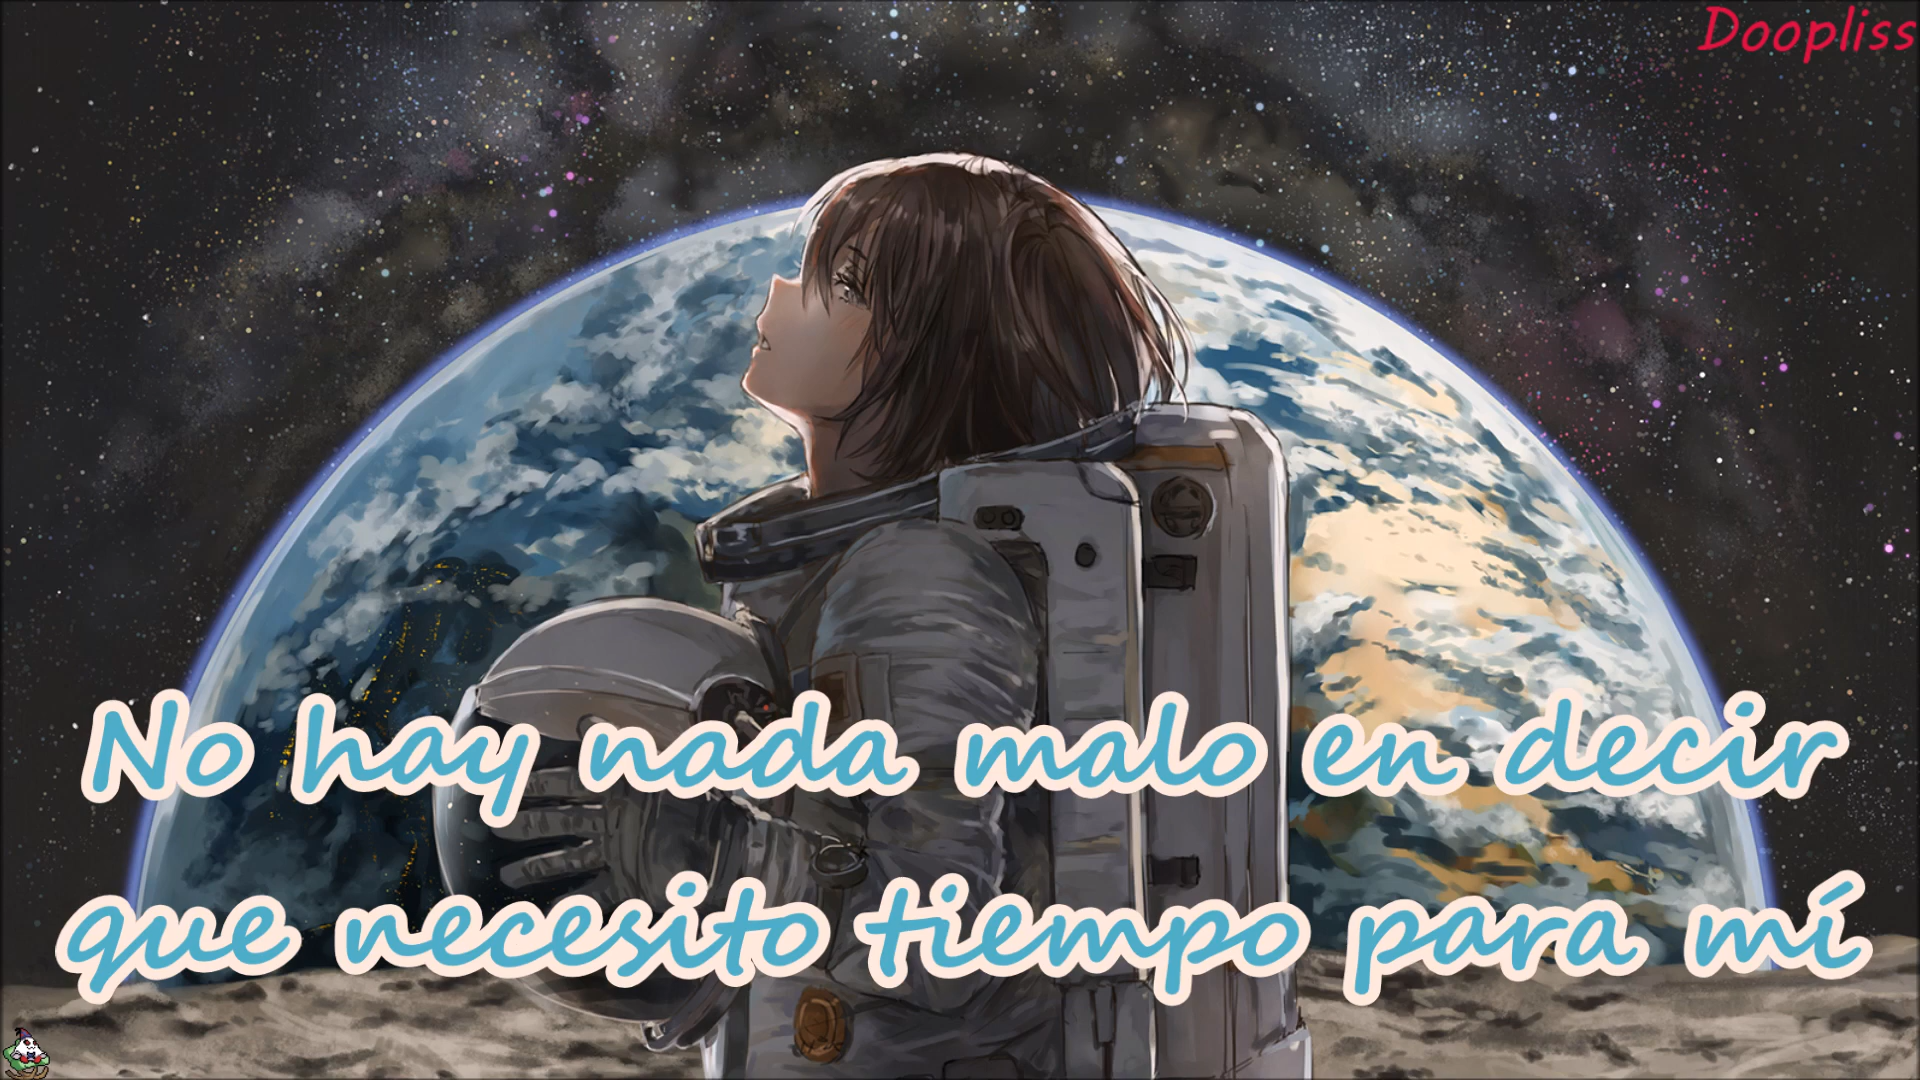 Doopliss
No hay nada malo en decir
que necesito tiempo para mí